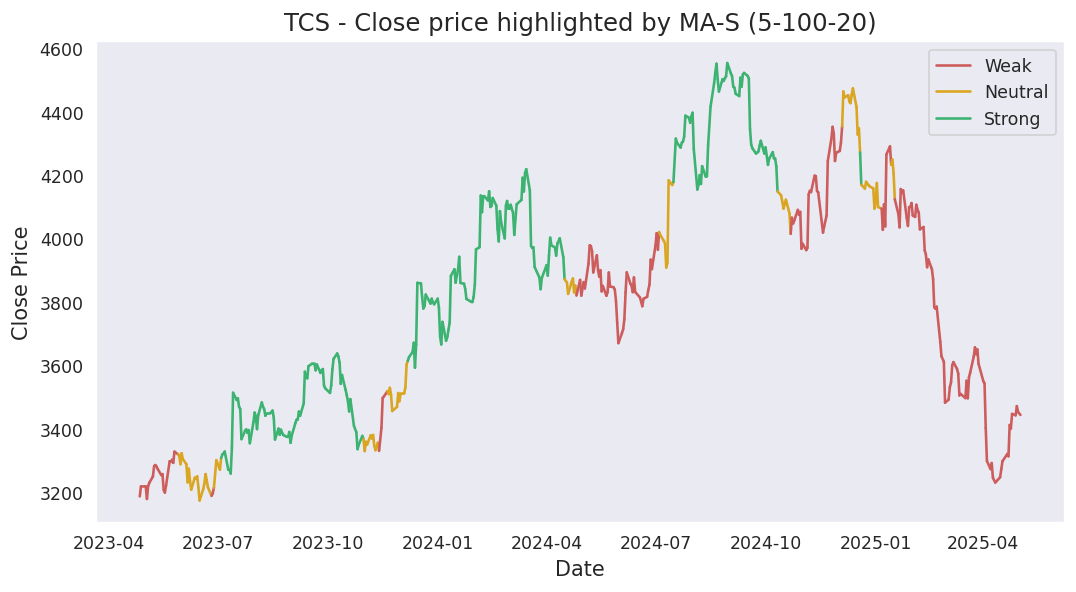 TCS - Close price highlighted by MA-S (5-100-20)
Weak
Neutral
Strong
Close Price
4600
4400
4200
4000
3800
3600
3400
3200
2023-04 2023-07 2023-10 2024-01 2024-04 2024-07 2024-10 2025-01 2025-04
Date